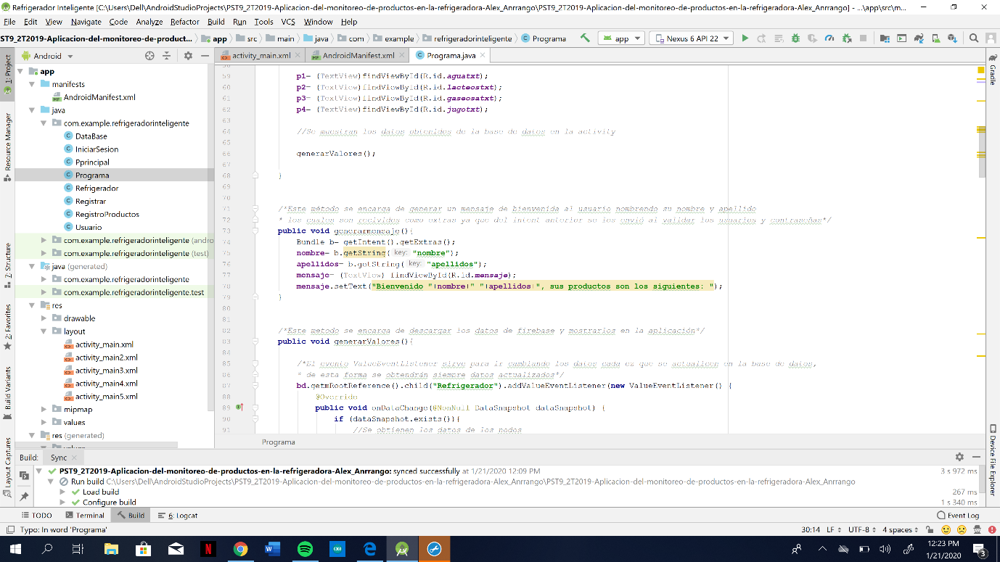 Refrigerador Inteligente [C:\Users\Dell\AndroidStudioProjects\PST9_2T2019-Aplicacion-del-monitoreo-de-productos-en-la-refrigeradora-Alex_Anrrango\PST9_2T2019-Aplicacion-del-monitoreo-de-productos-en-la-refrigeradora-Alex_Anrrango] - ...\app\src\m...
File Edit View Navigate Code Analyze Refactor Build Run Tools VCS Window Help
ST9_2T2019-Aplicacion-del-monitoreo-de-product... app src main java com example refrigeradorinteligente Programa app Nexus 6 API 22
Android activity_main.xml AndroidManifest.xml Programa.java
1: Project
Resource Manager
Z: Structure
2: Favorites
Build Variants
Layout Captures
app
manifests
AndroidManifest.xml
java
com.example.refrigeradorinteligente
DataBase
IniciarSesion
Pprincipal
Programa
Refrigerador
Registrar
RegistroProductos
Usuario
com.example.refrigeradorinteligente (andro
com.example.refrigeradorinteligente (test)
java (generated)
com.example.refrigeradorinteligente
com.example.refrigeradorinteligente.test
res
drawable
layout
activity_main.xml
activity_main2.xml
activity_main3.xml
activity_main4.xml
activity_main5.xml
mipmap
values
res (generated)
59 p1= (TextView)findViewById(R.id.aguatxt);
60 p2= (TextView)findViewById(R.id.lacteostxt);
61 p3= (TextView)findViewById(R.id.gaseosatxt);
62 p4= (TextView)findViewById(R.id.jugotxt);
63
64 //Se muestran los datos obtenidos de la base de datos en la activity
65
66 generarValores();
67
68 }
69
70
71 /*Este método se encarga de generar un mensaje de bienvenida al usuario nombrendo su nombre y apellido
72 * los cuales son recividos como extras ya que del intent anterior se los envió al validar los usuarios y contraseñas*/
73 public void generarmensaje(){
74 Bundle b= getIntent().getExtras();
75 nombre= b.getString( key: "nombre");
76 apellidos= b.getString( key: "apellidos");
77 mensaje= (TextView) findViewById(R.id.mensaje);
78 mensaje.setText("Bienvenido "+nombre+" "+apellidos+", sus productos son los siguientes: ");
79 }
80
81
82 /*Este metodo se encarga de descargar los datos de firebase y mostrarlos en la aplicación*/
83 public void generarValores(){
84
85 /*El evento ValueEventListener sirve para ir cambiando los datos cada ez que se actualicen en la base de datos,
86 * de esta forma se obtendrán siempre datos actualizados*/
87 bd.getmRootReference().child("Refrigerador").addValueEventListener(new ValueEventListener() {
88 @Override
89 public void onDataChange(@NonNull DataSnapshot dataSnapshot) {
90 if (dataSnapshot.exists()){
91 //Se obtienen los datos de los nodos
Programa
Gradle
Device File Explorer
Build: Sync
PST9_2T2019-Aplicacion-del-monitoreo-de-productos-en-la-refrigeradora-Alex_Anrrango: synced successfully at 1/21/2020 12:09 PM 3 s 972 ms
Run build C:\Users\Dell\AndroidStudioProjects\PST9_2T2019-Aplicacion-del-monitoreo-de-productos-en-la-refrigeradora-Alex_Anrrango\PST9_2T2019-Aplicacion-del-monitoreo-de-productos-en-la-refrigeradora-Alex_Anrrango
Load build 267 ms
Configure build 1 s 340 ms
TODO Terminal Build 6: Logcat Event Log
Typo: In word 'Programa' 30:14 LF UTF-8 4 spaces
12:23 PM
1/21/2020
3